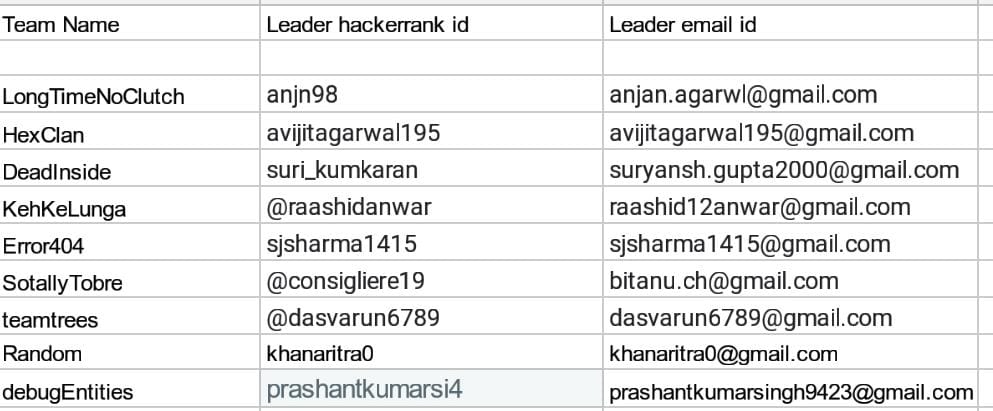 Team Name Leader hackerrank id Leader email id
LongTimeNoClutch anjn98 anjan.agarwl@gmail.com
HexClan avijitagarwal195 avijitagarwal195@gmail.com
DeadInside suri_kumkaran suryansh.gupta2000@gmail.com
KehKeLunga @raashidanwar raashid12anwar@gmail.com
Error404 sjsharma1415 sjsharma1415@gmail.com
SotallyTobre @consigliere19 bitanu.ch@gmail.com
teamtrees @dasvarun6789 dasvarun6789@gmail.com
Random khanaritra0 khanaritra0@gmail.com
debugEntities prashantkumarsi4 prashantkumarsingh9423@gmail.com